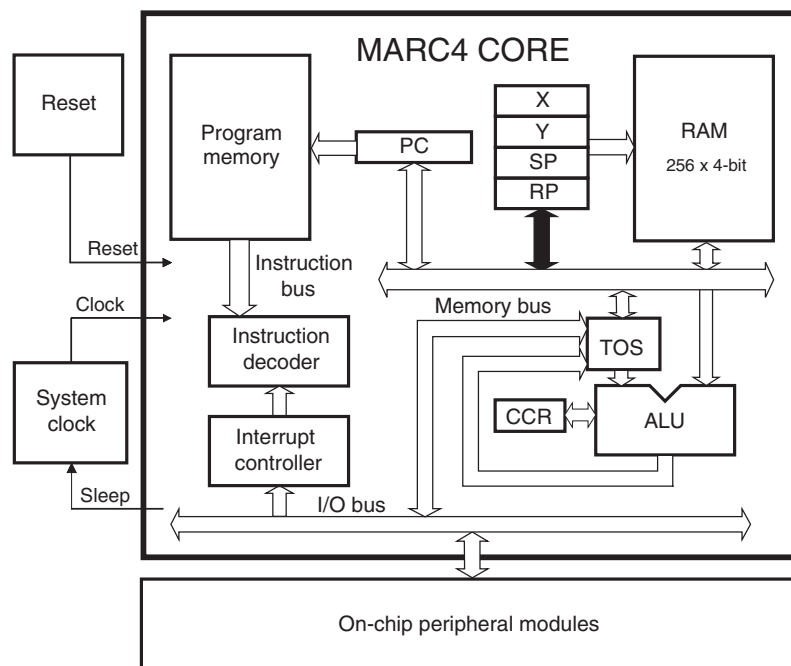 MARC4 CORE
Reset
Program
memory
PC
X
Y
SP
RP
RAM
256 x 4-bit
Reset
Instruction
bus
Clock
Memory bus
Instruction
decoder
TOS
System
clock
Interrupt
controller
CCR
ALU
Sleep
I/O bus
On-chip peripheral modules